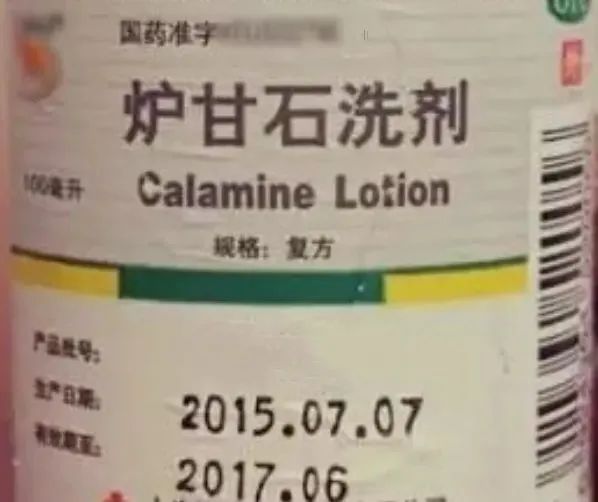 国药准字
炉甘石洗剂
100毫升
Calamine Lotion
规格：复方
产品批号：
生产日期：
2015.07.07
有效期至：
2017.06